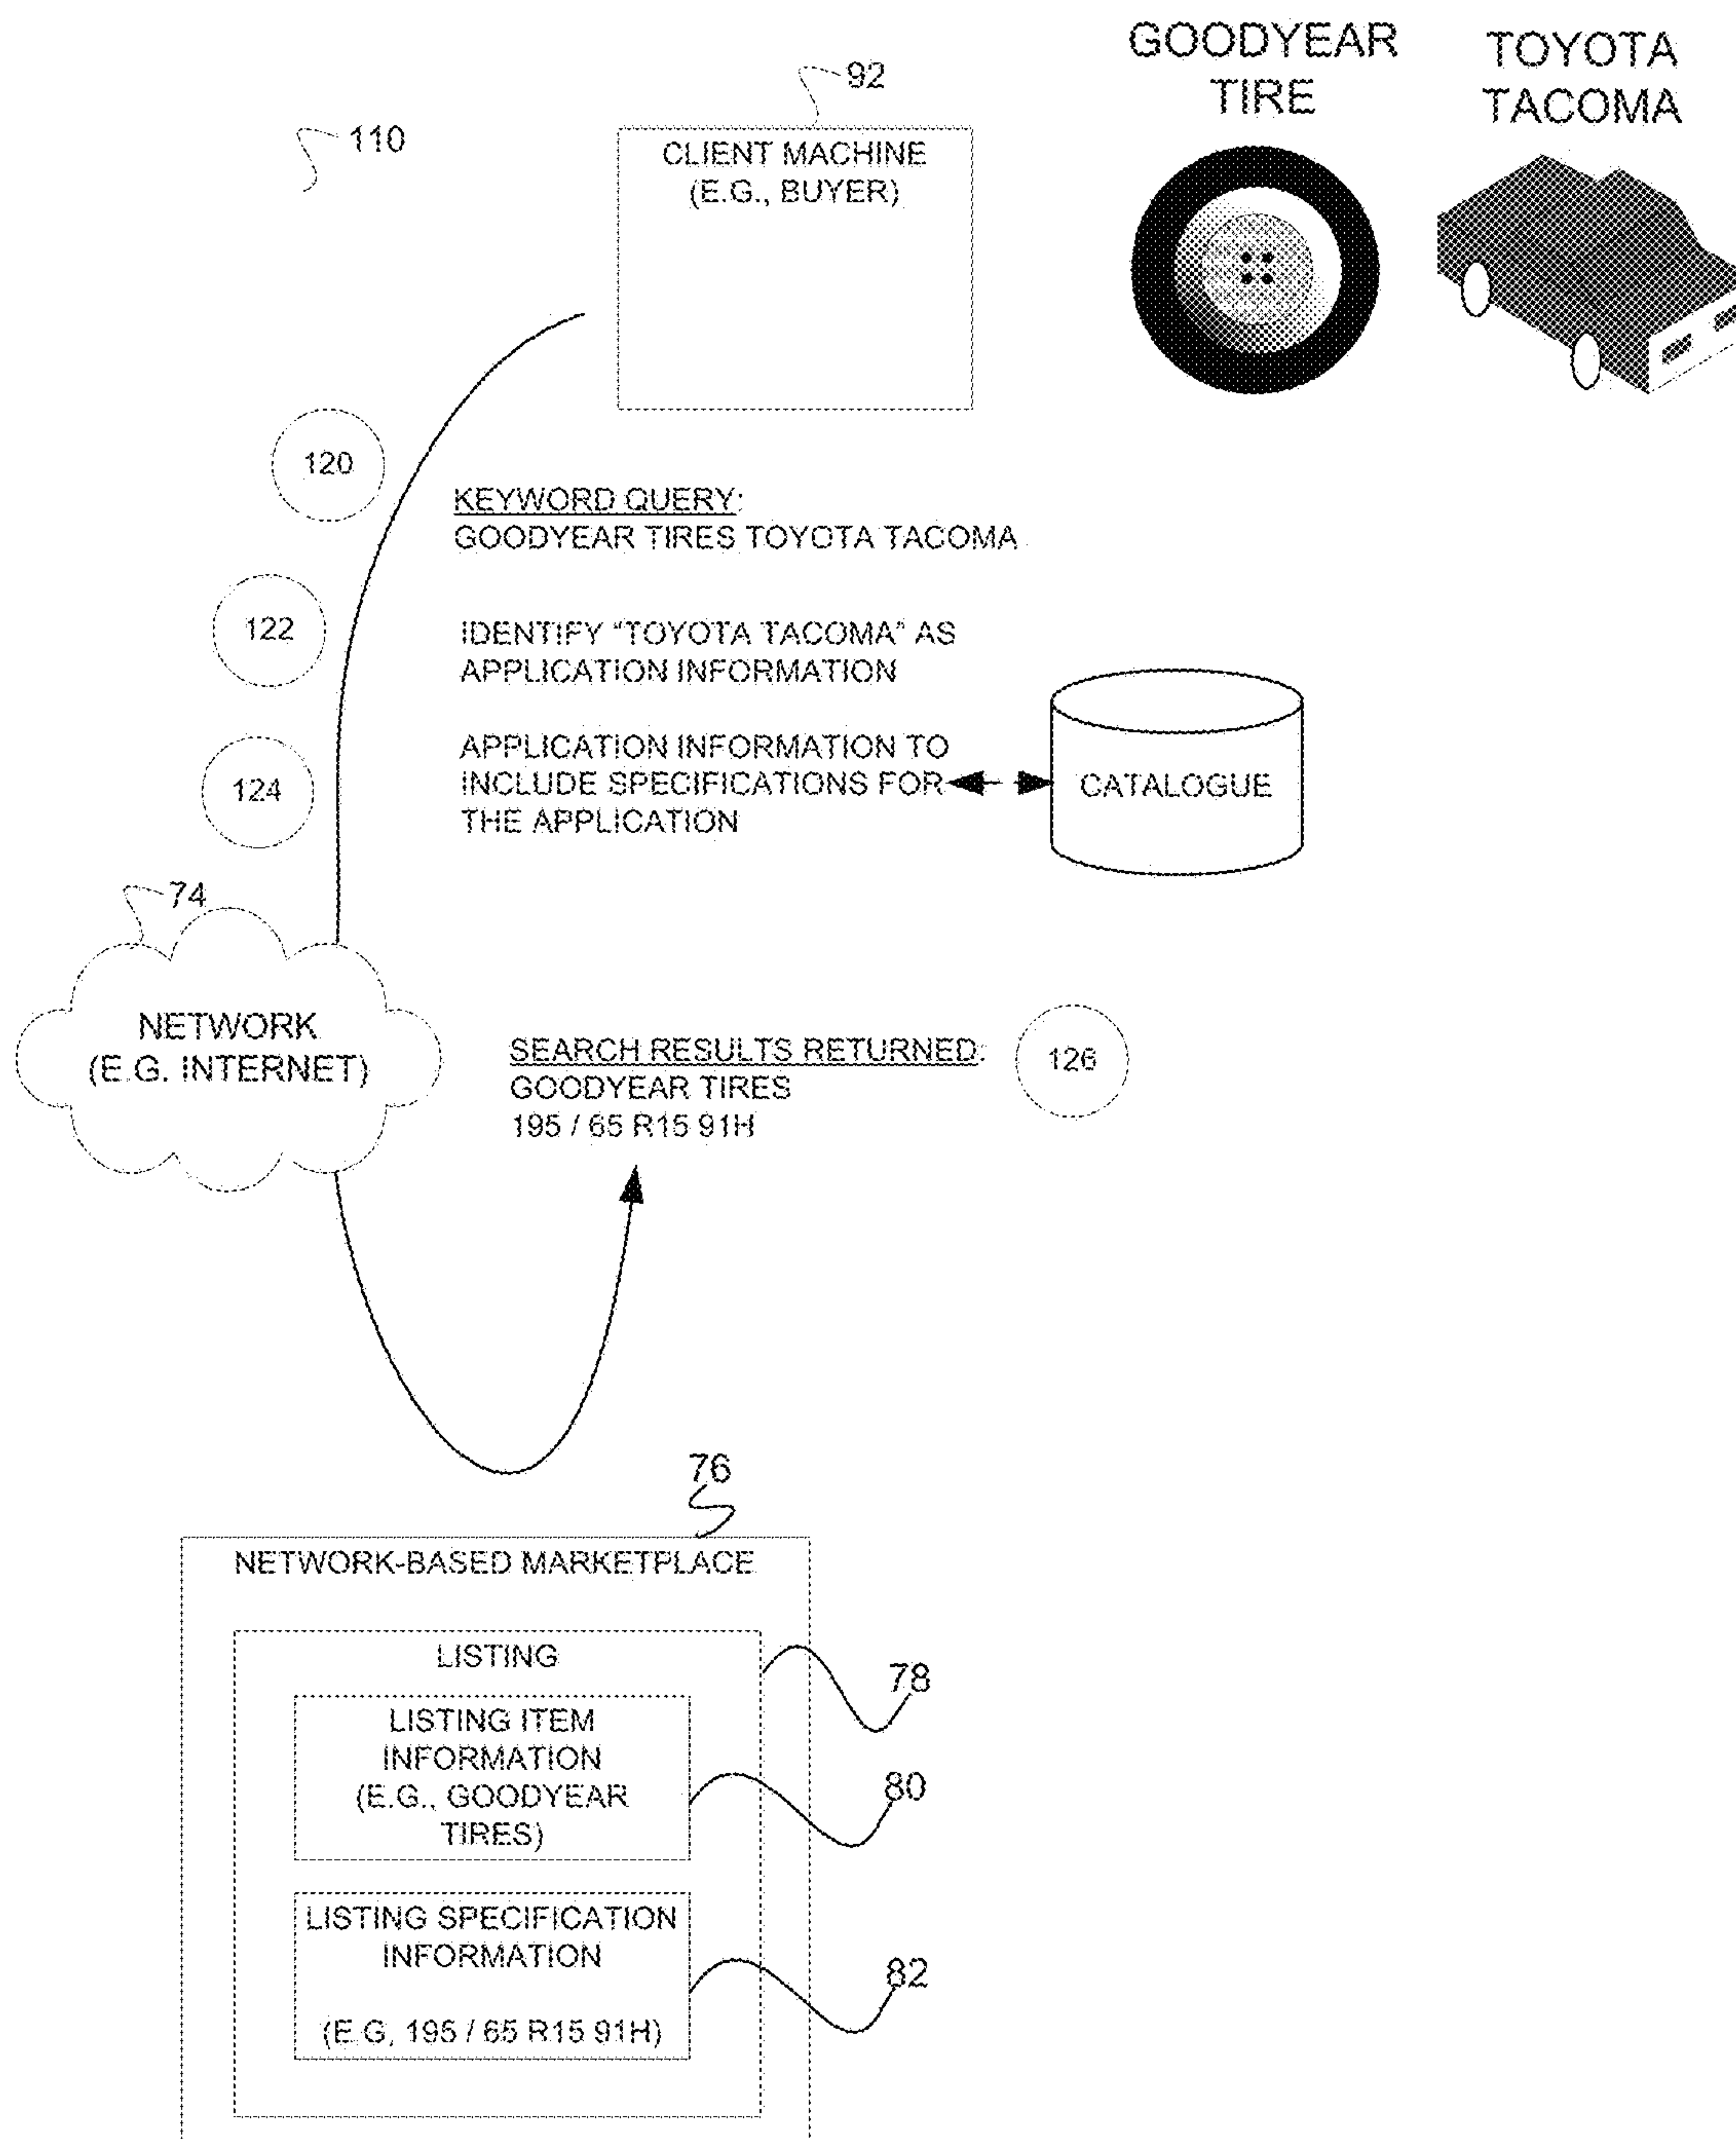 GOODYEAR
TIRE
TOYOTA
TACOMA
92
110
CLIENT MACHINE
(E.G., BUYER)
120
KEYWORD QUERY:
GOODYEAR TIRES TOYOTA TACOMA
122
IDENTIFY "TOYOTA TACOMA" AS
APPLICATION INFORMATION
124
APPLICATION INFORMATION TO
INCLUDE SPECIFICATIONS FOR
THE APPLICATION
CATALOGUE
74
NETWORK
(E.G. INTERNET)
SEARCH RESULTS RETURNED:
GOODYEAR TIRES
195 / 65 R15 91H
126
76
NETWORK-BASED MARKETPLACE
LISTING
78
LISTING ITEM
INFORMATION
(E.G., GOODYEAR
TIRES)
80
LISTING SPECIFICATION
INFORMATION
(E.G, 195 / 65 R15 91H)
82